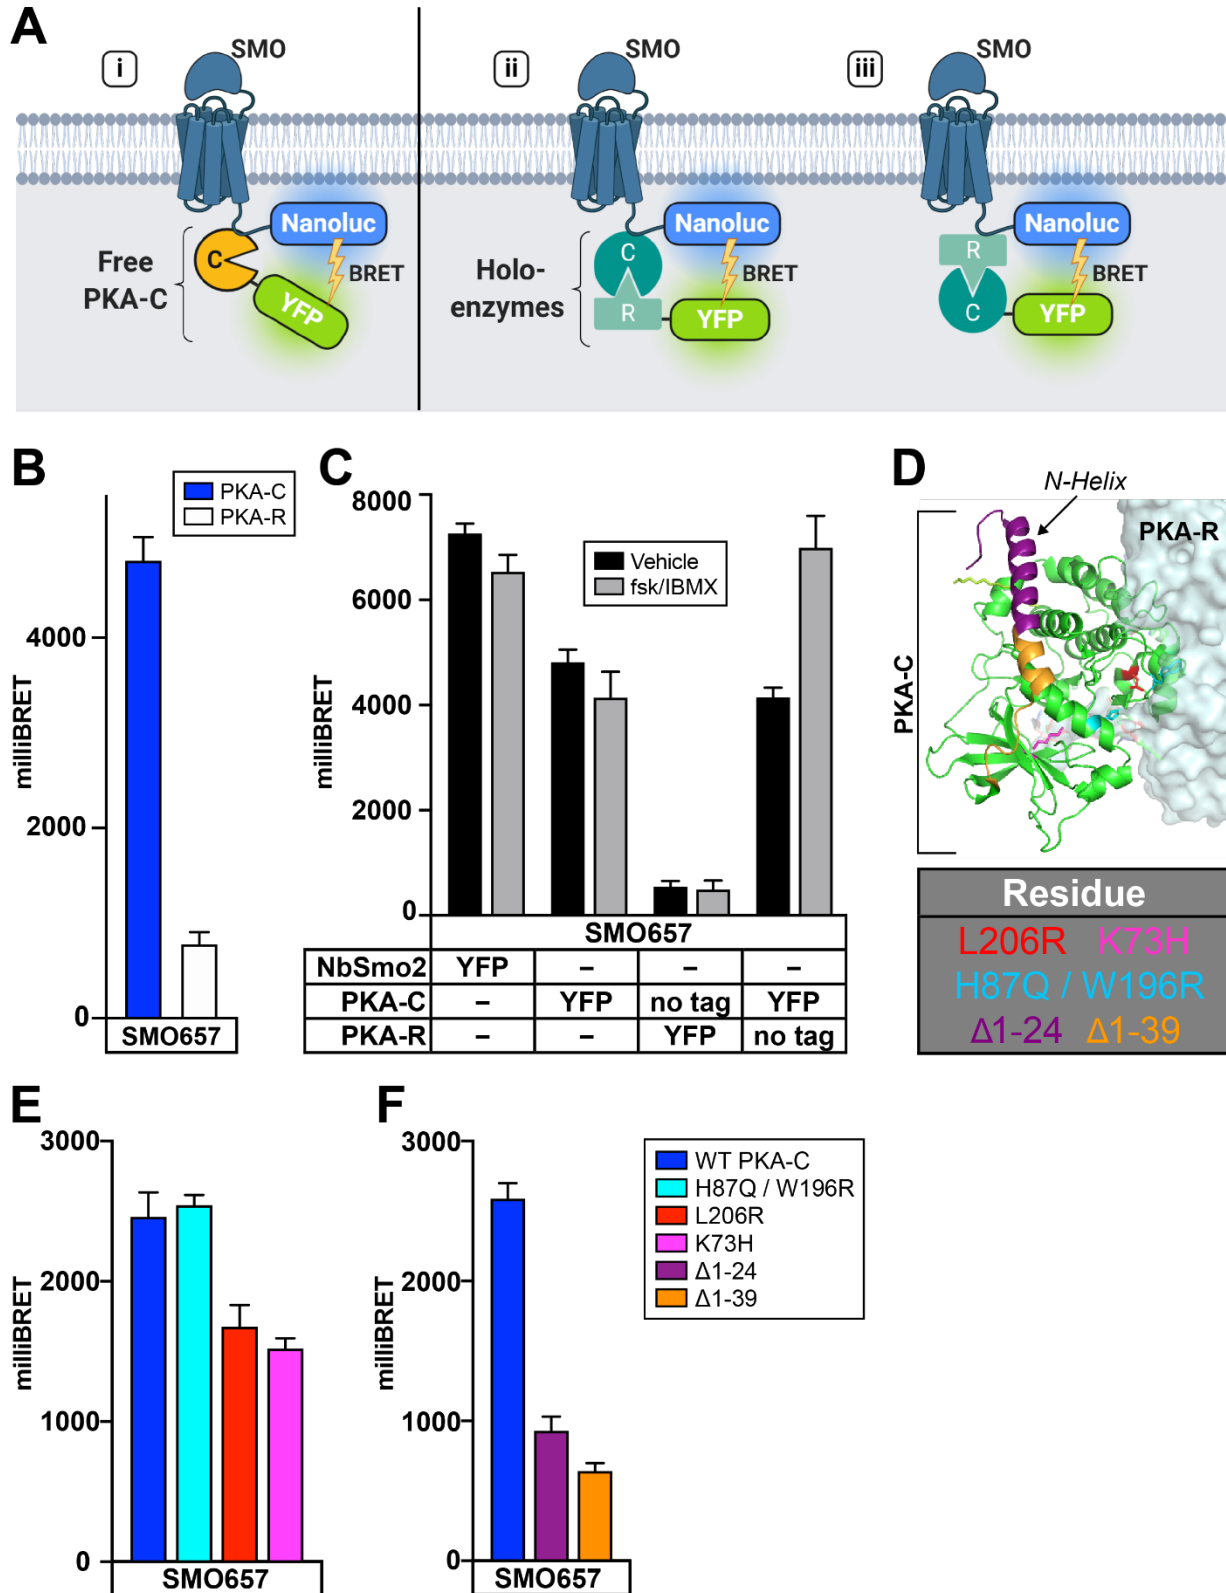 A
i
SMO
ii
SMO
iii
SMO
Nanoluc
Nanoluc
Nanoluc
C
BRET
Free
PKA-C
YFP
Holo-
enzymes
C
R
BRET
YFP
R
C
BRET
YFP
B
PKA-C
PKA-R
milliBRET
4000
2000
0
SMO657
C
8000
6000
4000
2000
0
milliBRET
Vehicle
fsk/IBMX
SMO657
NbSmo2 YFP – – –
PKA-C – YFP no tag YFP
PKA-R – – YFP no tag
D
N-Helix
PKA-R
PKA-C
Residue
L206R K73H
H87Q / W196R
Δ1-24 Δ1-39
E
3000
2000
1000
0
milliBRET
SMO657
F
3000
2000
1000
0
milliBRET
SMO657
WT PKA-C
H87Q / W196R
L206R
K73H
Δ1-24
Δ1-39